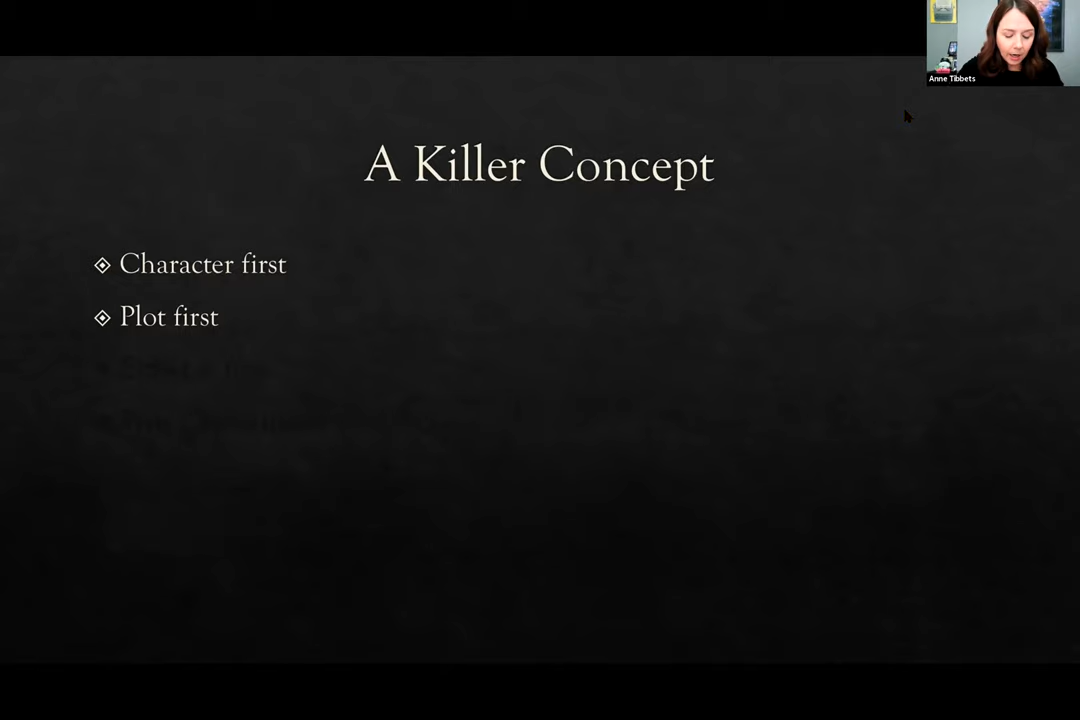 Anne Tibbets
A Killer Concept
Character first
Plot first